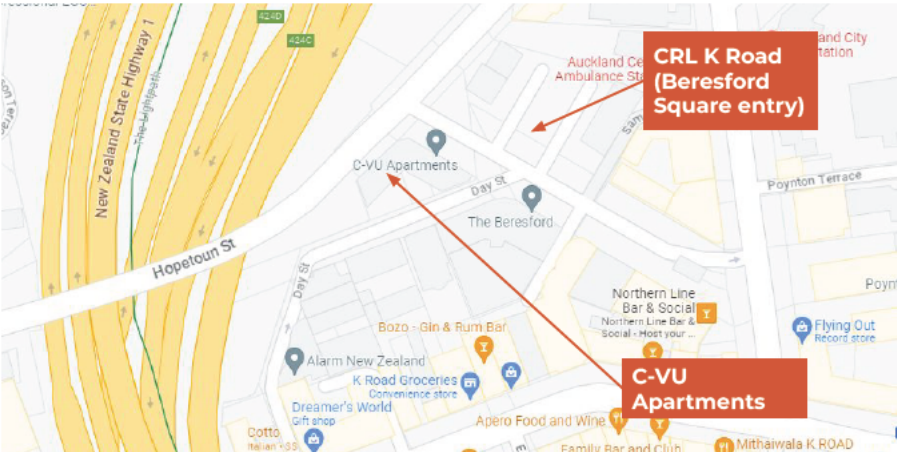 424D
424C
New Zealand State Highway 1
The Lightpath
Auckland Ce
Ambulance Sta
CRL K Road
(Beresford
Square entry)
and City
tation
Sam
C-VU Apartments
Day St
The Beresford
Poynton Terrace
Hopetoun St
Day St
Poynt
Northern Line
Bar & Social
Northern Line Bar &
Social - Host your ...
Flying Out
Record store
Bozo - Gin & Rum Bar
Alarm New Zealand
K Road Groceries
Convenience store
C-VU
Apartments
Dreamer's World
Gift shop
Apero Food and Wine
Cotto
Italian • $$
Family Bar and Club
Mithaiwala K ROAD